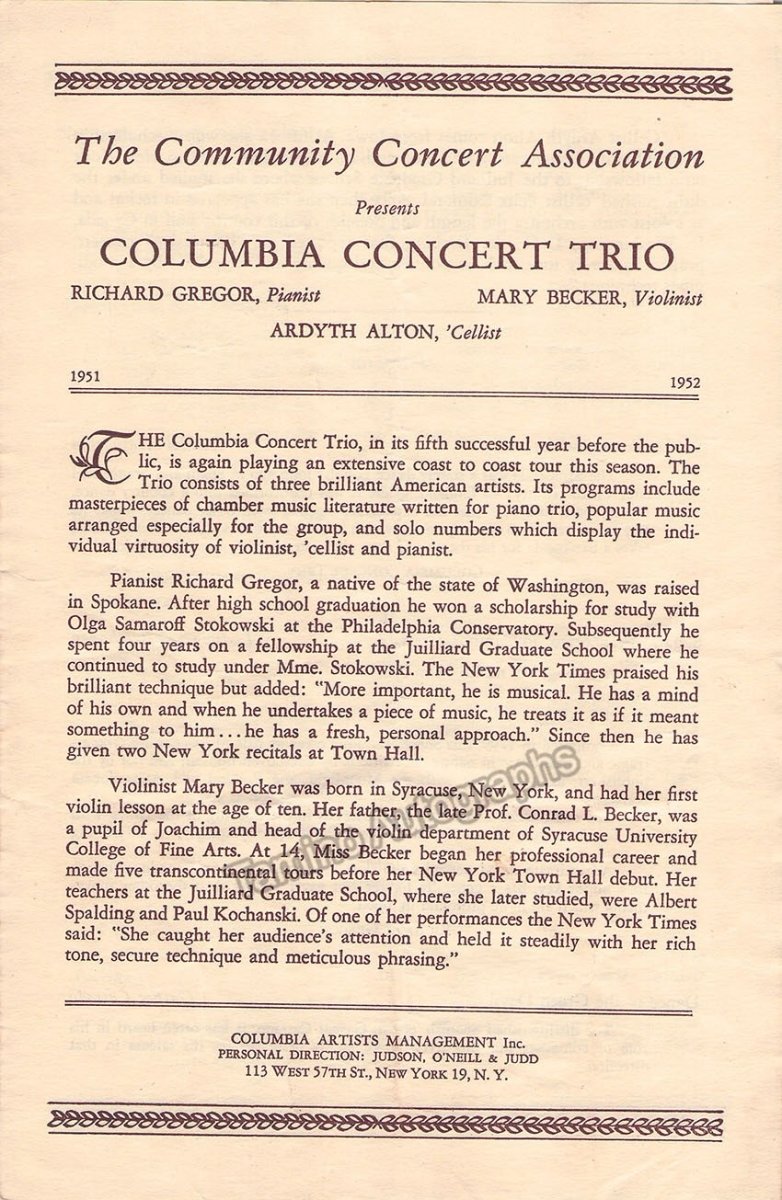 The Community Concert Association
Presents
COLUMBIA CONCERT TRIO
RICHARD GREGOR, Pianist MARY BECKER, Violinist
ARDYTH ALTON, 'Cellist
1951 1952
THE Columbia Concert Trio, in its fifth successful year before the pub-
lic, is again playing an extensive coast to coast tour this season. The
Trio consists of three brilliant American artists. Its programs include
masterpieces of chamber music literature written for piano trio, popular music
arranged especially for the group, and solo numbers which display the indi-
vidual virtuosity of violinist, 'cellist and pianist.
Pianist Richard Gregor, a native of the state of Washington, was raised
in Spokane. After high school graduation he won a scholarship for study with
Olga Samaroff Stokowski at the Philadelphia Conservatory. Subsequently he
spent four years on a fellowship at the Juilliard Graduate School where he
continued to study under Mme. Stokowski. The New York Times praised his
brilliant technique but added: "More important, he is musical. He has a mind
of his own and when he undertakes a piece of music, he treats it as if it meant
something to him...he has a fresh, personal approach." Since then he has
given two New York recitals at Town Hall.
Violinist Mary Becker was born in Syracuse, New York, and had her first
violin lesson at the age of ten. Her father, the late Prof. Conrad L. Becker, was
a pupil of Joachim and head of the violin department of Syracuse University
College of Fine Arts. At 14, Miss Becker began her professional career and
made five transcontinental tours before her New York Town Hall debut. Her
teachers at the Juilliard Graduate School, where she later studied, were Albert
Spalding and Paul Kochanski. Of one of her performances the New York Times
said: "She caught her audience's attention and held it steadily with her rich
tone, secure technique and meticulous phrasing."
Tamino Autographs
COLUMBIA ARTISTS MANAGEMENT Inc.
PERSONAL DIRECTION: JUDSON, O'NEILL & JUDD
113 WEST 57TH ST., NEW YORK 19, N. Y.